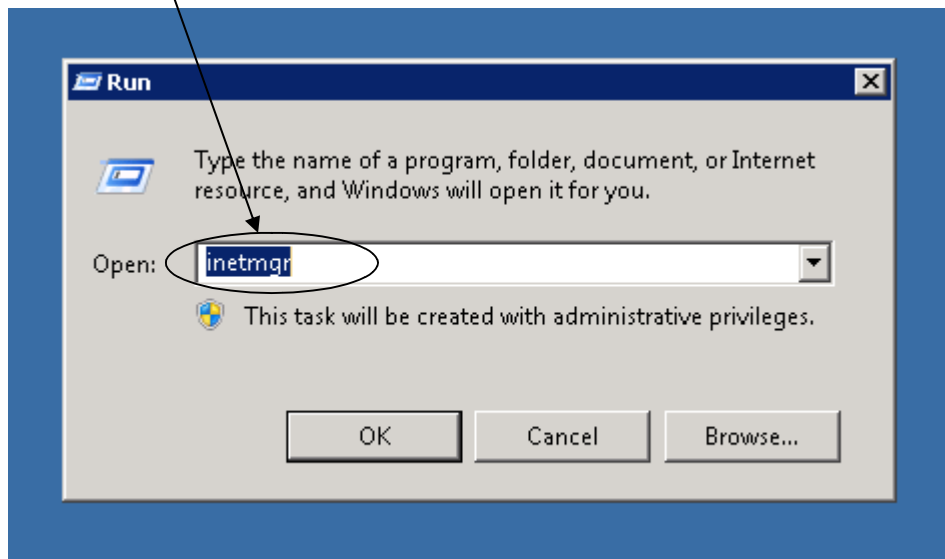 Run
Type the name of a program, folder, document, or Internet
resource, and Windows will open it for you.
Open: inetmgr
This task will be created with administrative privileges.
OK Cancel Browse...